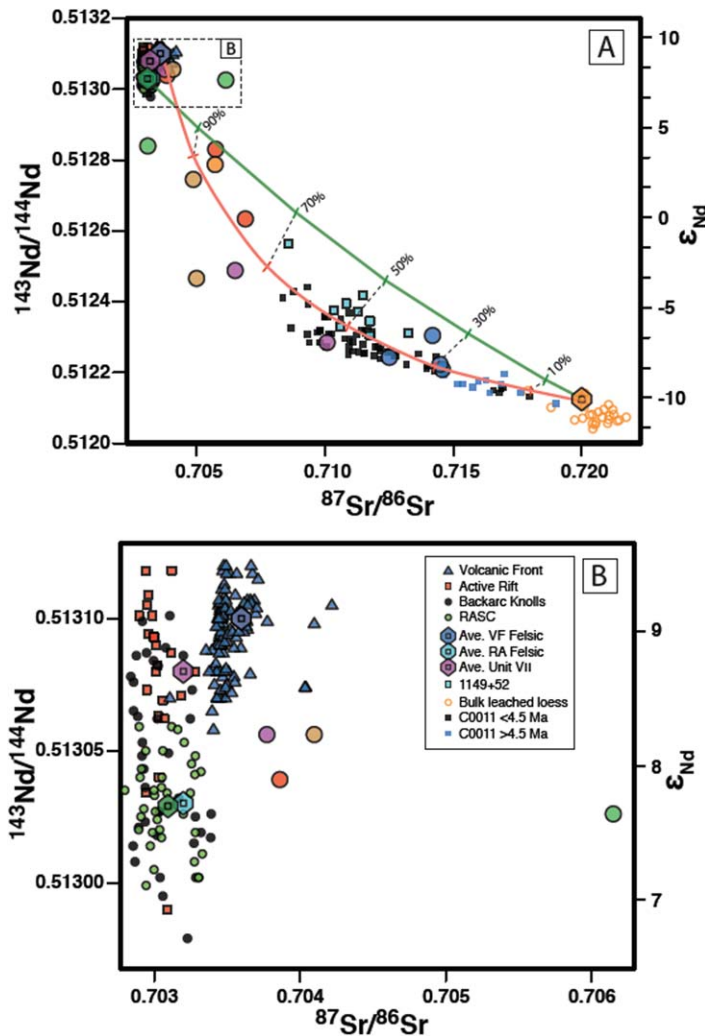 A
B
0.5132
0.5130
0.5128
0.5126
0.5124
0.5122
0.5120
143Nd/144Nd
10
5
0
-5
-10
εNd
90%
70%
50%
30%
10%
0.705
0.710
0.715
0.720
87Sr/86Sr
B
Volcanic Front
Active Rift
Backarc Knolls
RASC
Ave. VF Felsic
Ave. RA Felsic
Ave. Unit VII
1149+52
Bulk leached loess
C0011 <4.5 Ma
C0011 >4.5 Ma
0.51310
0.51305
0.51300
143Nd/144Nd
9
8
7
εNd
0.703
0.704
0.705
0.706
87Sr/86Sr